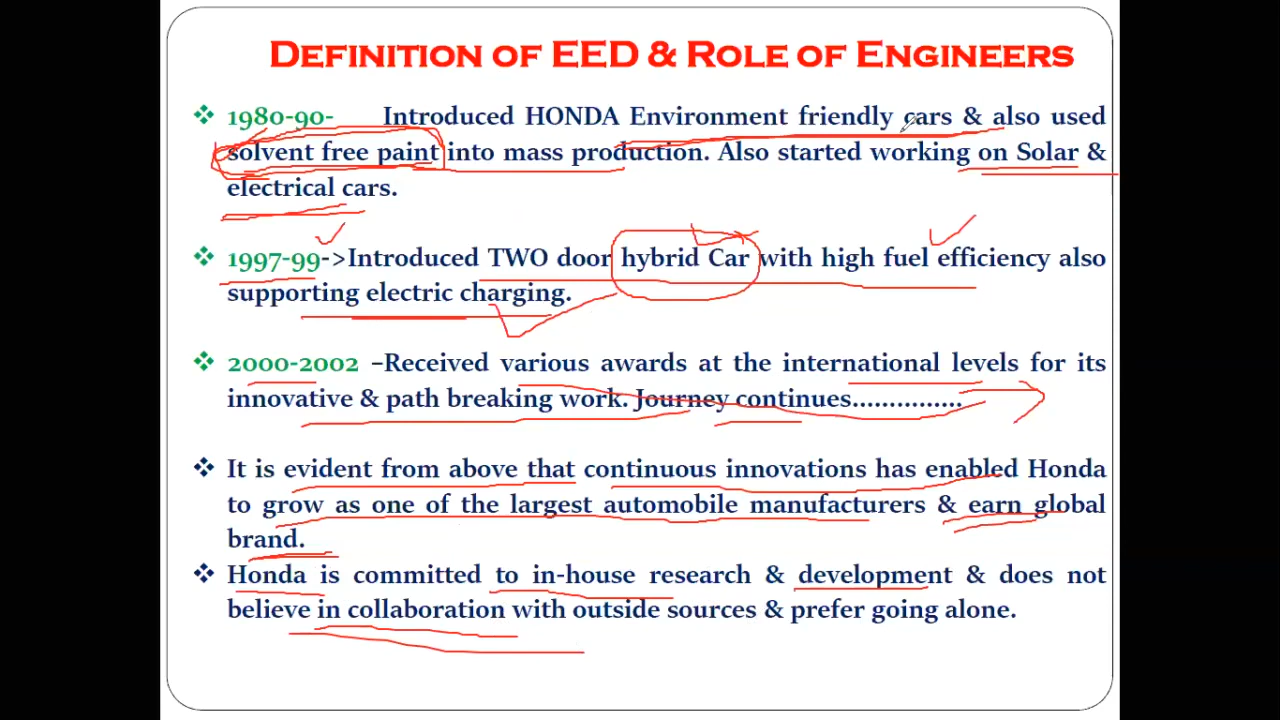 DEFINITION OF EED & ROLE OF ENGINEERS
1980-90- Introduced HONDA Environment friendly cars & also used
solvent free paint into mass production. Also started working on Solar &
electrical cars.
1997-99->Introduced TWO door hybrid Car with high fuel efficiency also
supporting electric charging.
2000-2002 –Received various awards at the international levels for its
innovative & path breaking work. Journey continues...............
It is evident from above that continuous innovations has enabled Honda
to grow as one of the largest automobile manufacturers & earn global
brand.
Honda is committed to in-house research & development & does not
believe in collaboration with outside sources & prefer going alone.